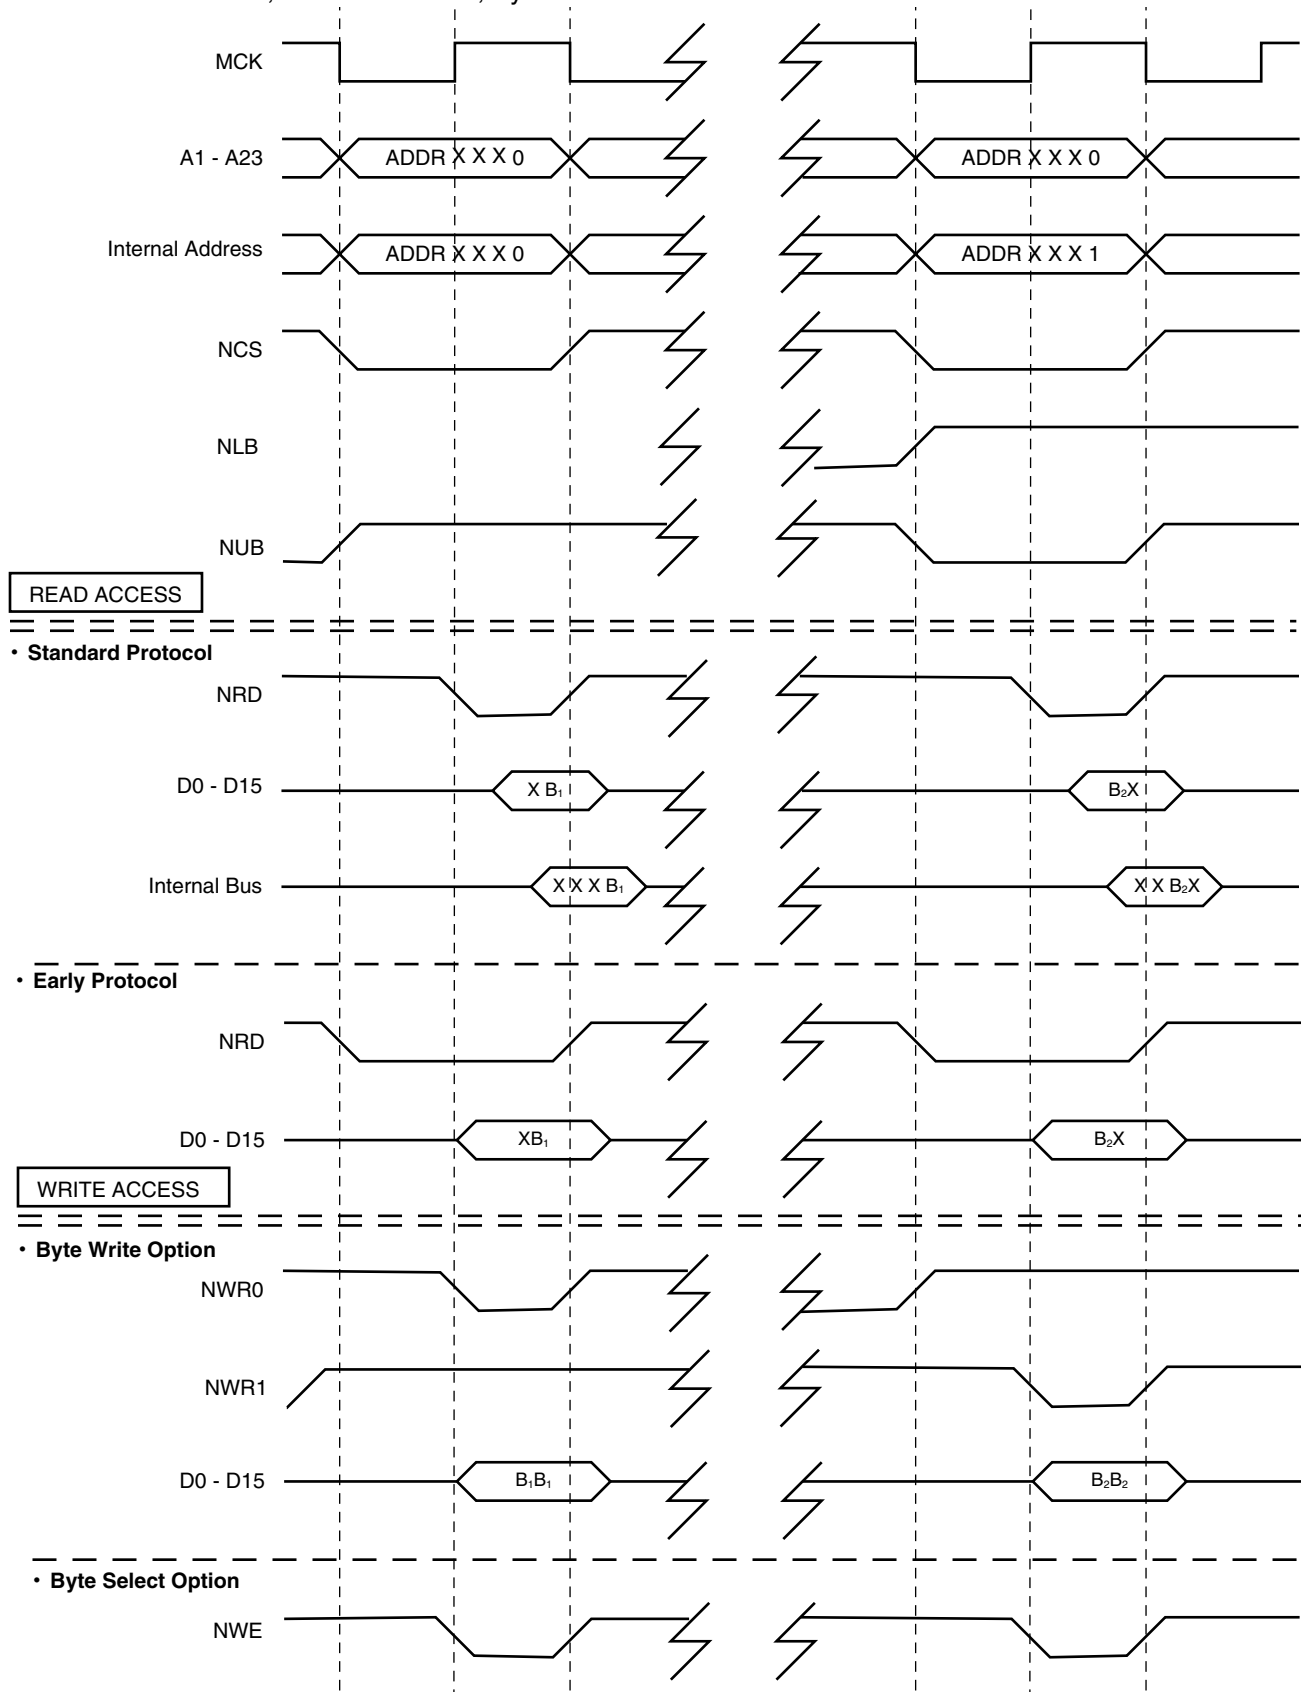 MCK
A1 - A23
ADDR X X X 0
ADDR X X X 0
Internal Address
ADDR X X X 0
ADDR X X X 1
NCS
NLB
NUB
READ ACCESS
• Standard Protocol
NRD
D0 - D15
X B₁
B₂X
Internal Bus
X X X B₁
X X B₂X
• Early Protocol
NRD
D0 - D15
XB₁
B₂X
WRITE ACCESS
• Byte Write Option
NWR0
NWR1
D0 - D15
B₁B₁
B₂B₂
• Byte Select Option
NWE